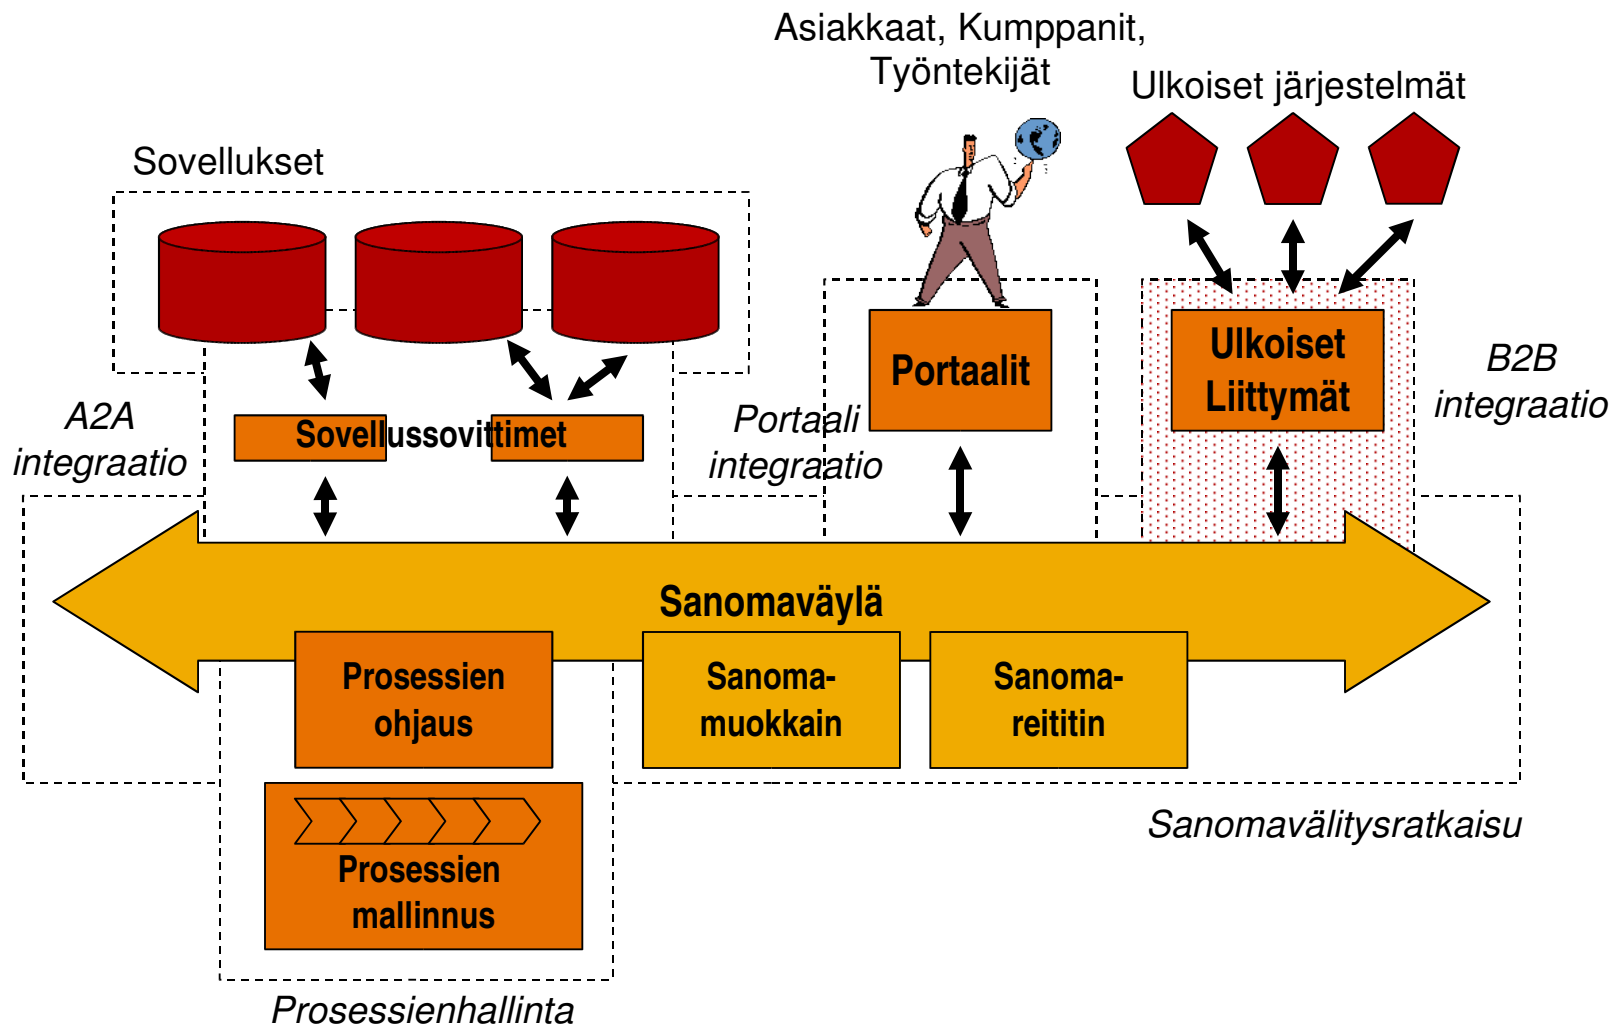 Asiakkaat, Kumppanit,
Työntekijät
Ulkoiset järjestelmät
Sovellukset
A2A
integraatio
Sovellussovittimet
Portaali
integraatio
Portaalit
Ulkoiset
Liittymät
B2B
integraatio
Sanomaväylä
Prosessien
ohjaus
Sanoma-
muokkain
Sanoma-
reititin
Prosessien
mallinnus
Sanomavälitysratkaisu
Prosessienhallinta